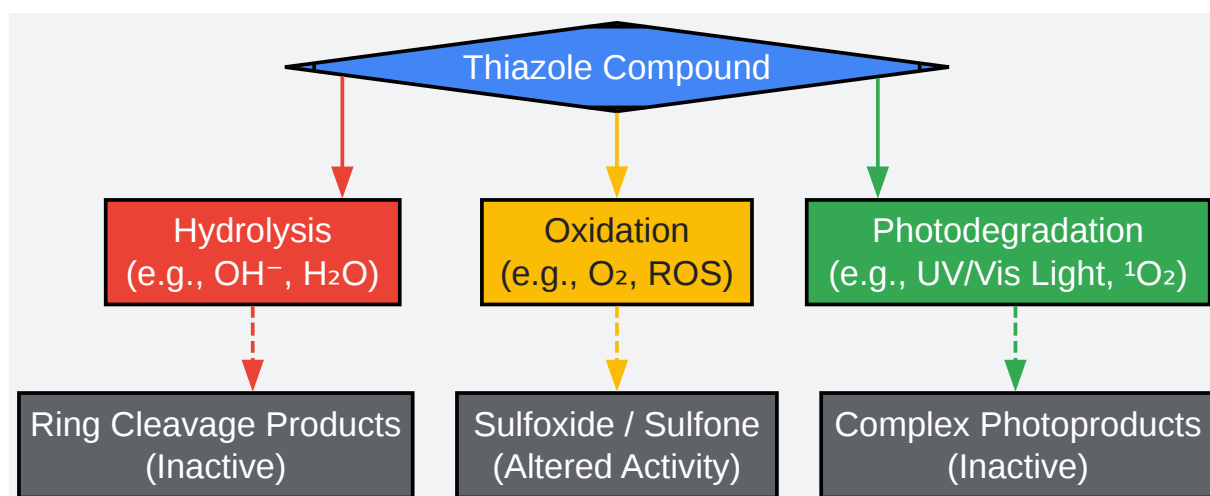 Thiazole Compound
Hydrolysis
(e.g., OH⁻, H₂O)
Oxidation
(e.g., O₂, ROS)
Photodegradation
(e.g., UV/Vis Light, ¹O₂)
Ring Cleavage Products
(Inactive)
Sulfoxide / Sulfone
(Altered Activity)
Complex Photoproducts
(Inactive)